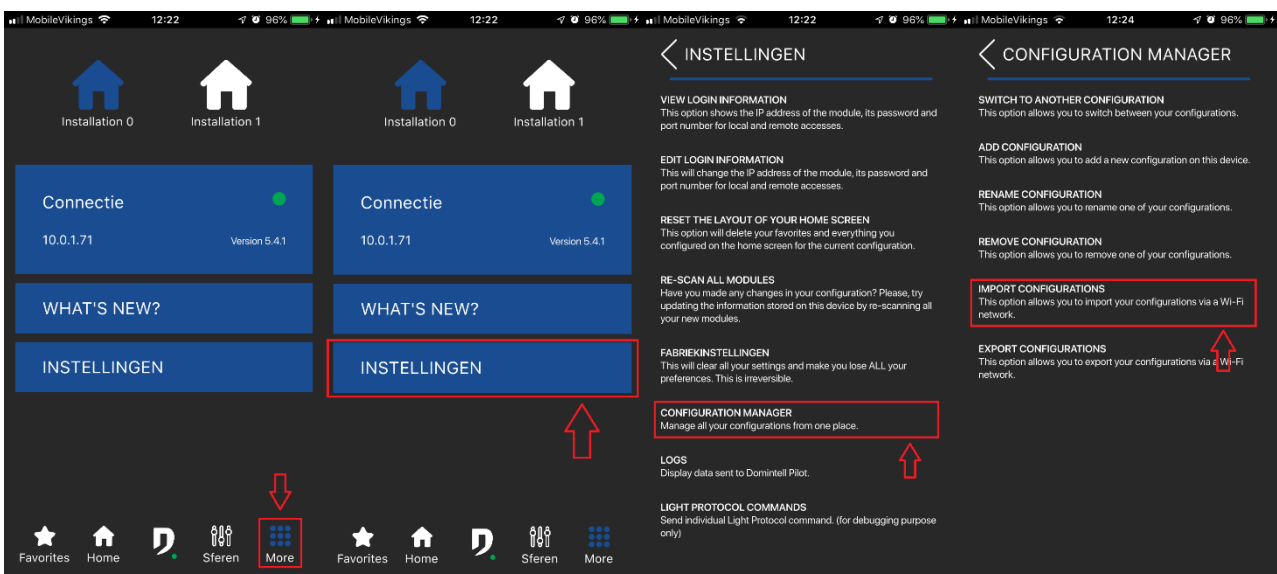 MobileVikings 12:22 96%
Installation 0 Installation 1
Connectie
10.0.1.71 Version 5.4.1
WHAT'S NEW?
INSTELLINGEN
Favorites Home Sferen More
MobileVikings 12:22 96%
Installation 0 Installation 1
Connectie
10.0.1.71 Version 5.4.1
WHAT'S NEW?
INSTELLINGEN
Favorites Home Sferen More
MobileVikings 12:22 96%
INSTELLINGEN
VIEW LOGIN INFORMATION
This option shows the IP address of the module, its password and
port number for local and remote accesses.
EDIT LOGIN INFORMATION
This will change the IP address of the module, its password and
port number for local and remote accesses.
RESET THE LAYOUT OF YOUR HOME SCREEN
This option will delete your favorites and everything you
configured on the home screen for the current configuration.
RE-SCAN ALL MODULES
Have you made any changes in your configuration? Please, try
updating the information stored on this device by re-scanning all
your new modules.
FABRIEKINSTELLINGEN
This will clear all your settings and make you lose ALL your
preferences. This is irreversible.
CONFIGURATION MANAGER
Manage all your configurations from one place.
LOGS
Display data sent to Domintell Pilot.
LIGHT PROTOCOL COMMANDS
Send individual Light Protocol command. (for debugging purpose
only)
MobileVikings 12:24 96%
CONFIGURATION MANAGER
SWITCH TO ANOTHER CONFIGURATION
This option allows you to switch between your configurations.
ADD CONFIGURATION
This option allows you to add a new configuration on this device.
RENAME CONFIGURATION
This option allows you to rename one of your configurations.
REMOVE CONFIGURATION
This option allows you to remove one of your configurations.
IMPORT CONFIGURATIONS
This option allows you to import your configurations via a Wi-Fi
network.
EXPORT CONFIGURATIONS
This option allows you to export your configurations via a Wi-Fi
network.